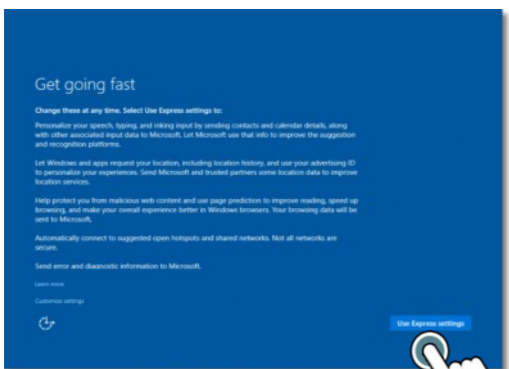 Get going fast
Change these at any time. Select Use Express settings to:
Personalize your speech, typing, and inking input by sending contacts and calendar details, along
with other associated input data to Microsoft. Let Microsoft use that info to improve the suggestion
and recognition platforms.
Let Windows and apps request your location, including location history, and use your advertising ID
to personalize your experiences. Send Microsoft and trusted partners some location data to improve
location services.
Help protect you from malicious web content and use page prediction to improve reading, speed up
browsing, and make your overall experience better in Windows browsers. Your browsing data will be
sent to Microsoft.
Automatically connect to suggested open hotspots and shared networks. Not all networks are
secure.
Send error and diagnostic information to Microsoft.
Learn more
Customize settings
Use Express settings